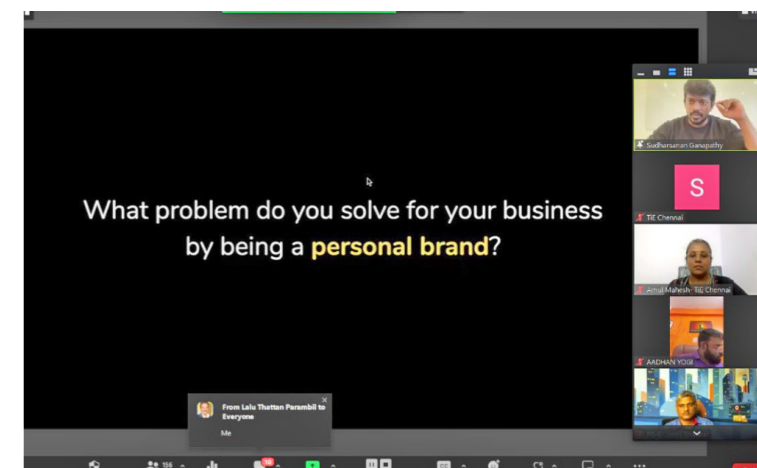 What problem do you solve for your business
by being a personal brand?
Sudharsanan Ganapathy
S
TiE Chennai
Amul Mahesh- TiE Chennai
AADHAN YOGI
From Lalu Thattan Parambil to
Everyone
Me
156
CC